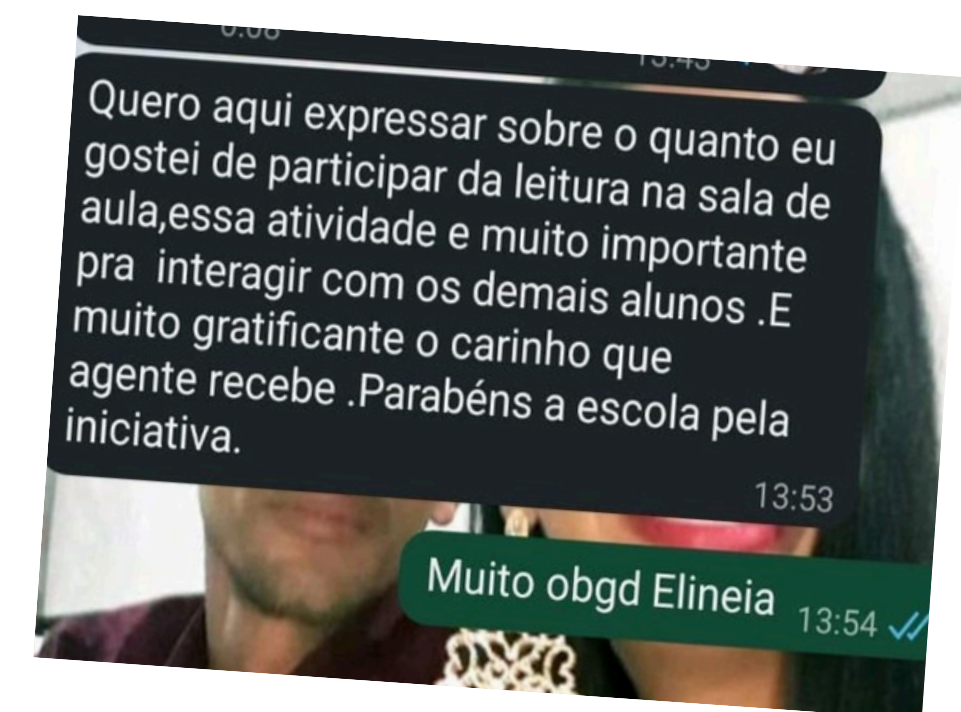 Quero aqui expressar sobre o quanto eu
gostei de participar da leitura na sala de
aula,essa atividade e muito importante
pra  interagir com os demais alunos .E
muito gratificante o carinho que
agente recebe .Parabéns a escola pela
iniciativa.
13:53
Muito obgd Elineia 13:54